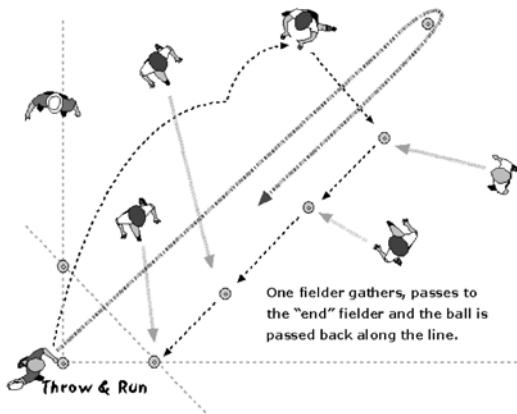 One fielder gathers, passes to
the "end" fielder and the ball is
passed back along the line.
Throw & Run